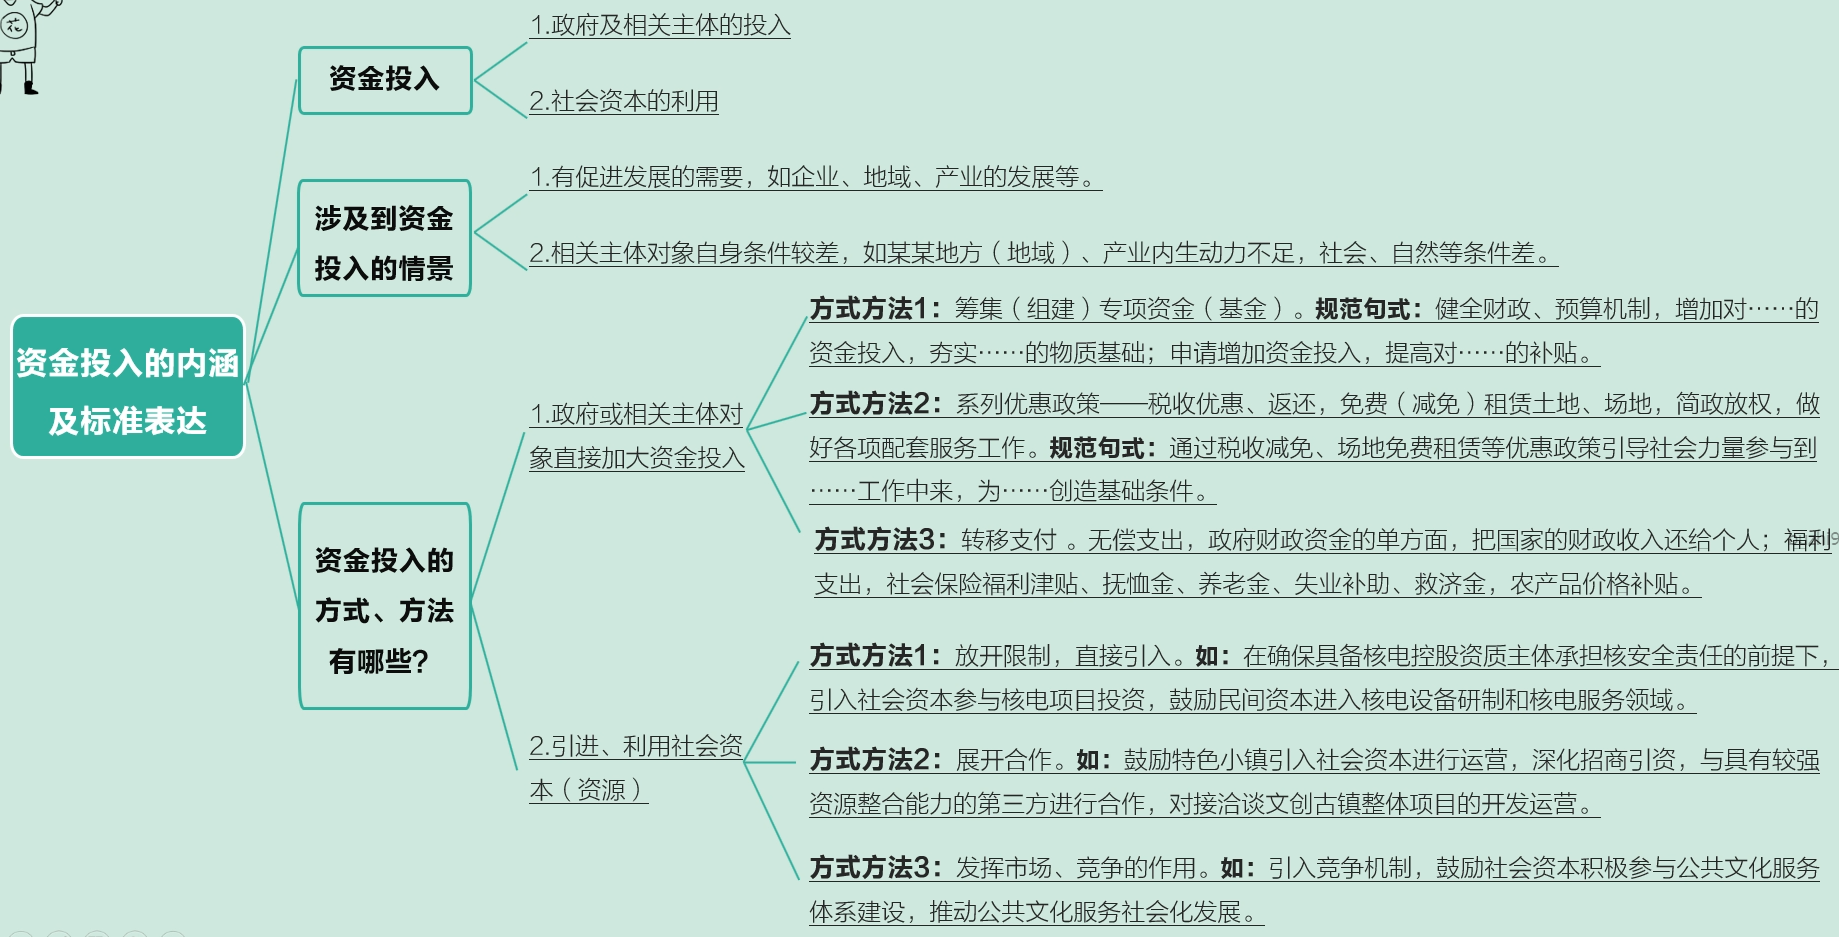 花
1.政府及相关主体的投入
资金投入
2.社会资本的利用
1.有促进发展的需要，如企业、地域、产业的发展等。
涉及到资金
投入的情景
2.相关主体对象自身条件较差，如某某地方（地域）、产业内生动力不足，社会、自然等条件差。
资金投入的内涵
及标准表达
方式方法1：筹集（组建）专项资金（基金）。规范句式：健全财政、预算机制，增加对……的
资金投入，夯实……的物质基础；申请增加资金投入，提高对……的补贴。
1.政府或相关主体对
象直接加大资金投入
方式方法2：系列优惠政策——税收优惠、返还，免费（减免）租赁土地、场地，简政放权，做
好各项配套服务工作。规范句式：通过税收减免、场地免费租赁等优惠政策引导社会力量参与到
……工作中来，为……创造基础条件。
方式方法3：转移支付 。无偿支出，政府财政资金的单方面，把国家的财政收入还给个人；福利
支出，社会保险福利津贴、抚恤金、养老金、失业补助、救济金，农产品价格补贴。
资金投入的
方式、方法
有哪些？
方式方法1：放开限制，直接引入。如：在确保具备核电控股资质主体承担核安全责任的前提下，
引入社会资本参与核电项目投资，鼓励民间资本进入核电设备研制和核电服务领域。
2.引进、利用社会资
本（资源）
方式方法2：展开合作。如：鼓励特色小镇引入社会资本进行运营，深化招商引资，与具有较强
资源整合能力的第三方进行合作，对接洽谈文创古镇整体项目的开发运营。
方式方法3：发挥市场、竞争的作用。如：引入竞争机制，鼓励社会资本积极参与公共文化服务
体系建设，推动公共文化服务社会化发展。